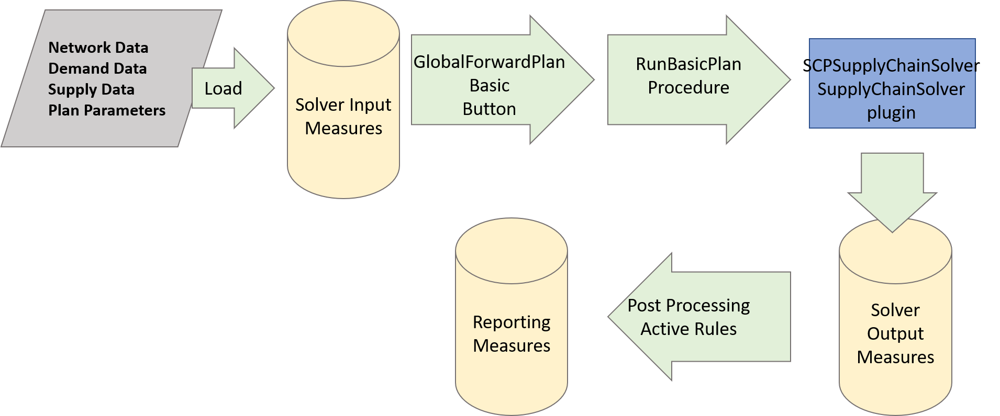 Network Data
Demand Data
Supply Data
Plan Parameters
Load
Solver Input
Measures
GlobalForwardPlan
Basic
Button
RunBasicPlan
Procedure
SCPSupplyChainSolver
SupplyChainSolver
plugin
Solver
Output
Measures
Post Processing
Active Rules
Reporting
Measures